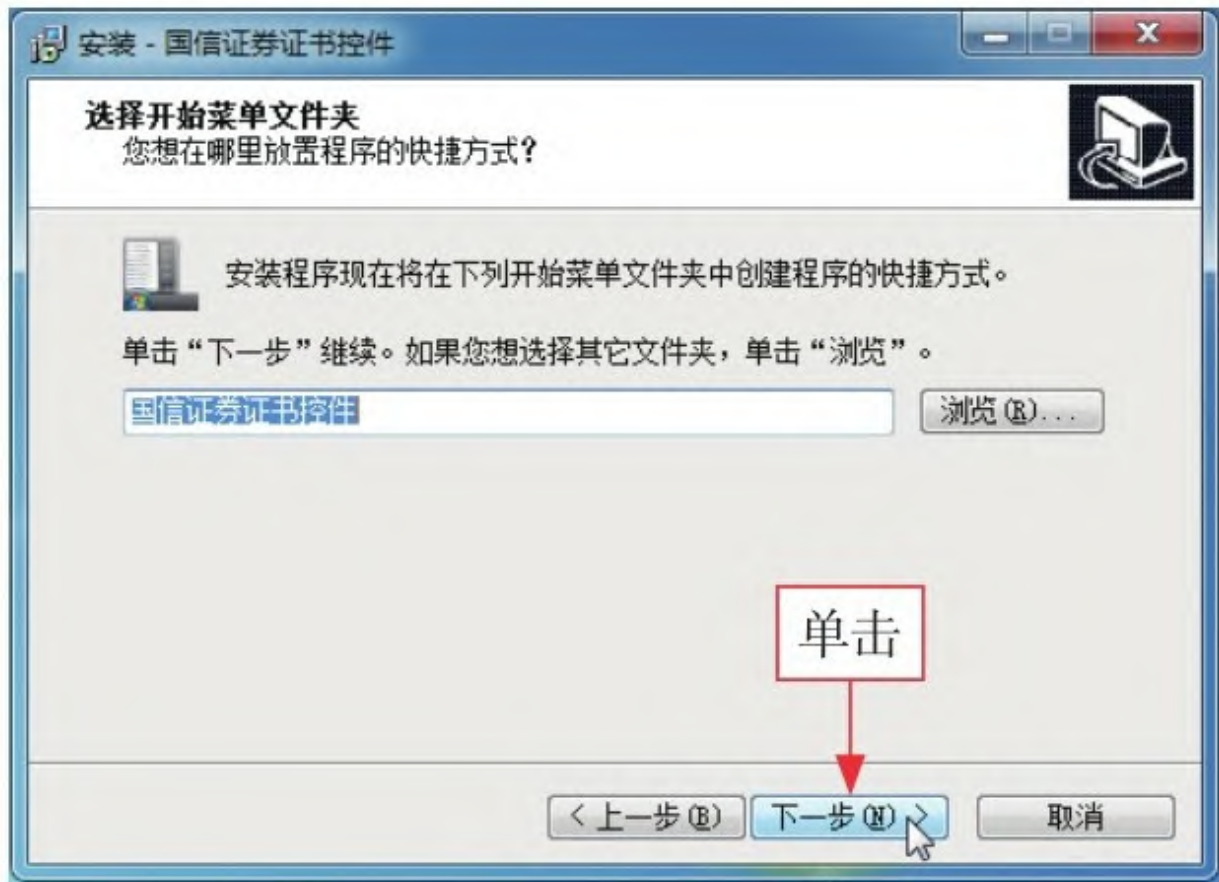 安装 - 国信证券证书控件
选择开始菜单文件夹
您想在哪里放置程序的快捷方式?
安装程序现在将在下列开始菜单文件夹中创建程序的快捷方式。
单击“下一步”继续。如果您想选择其它文件夹，单击“浏览”。
国信证券证书控件
浏览(R)...
单击
<上一步(B)
下一步(N)>
取消